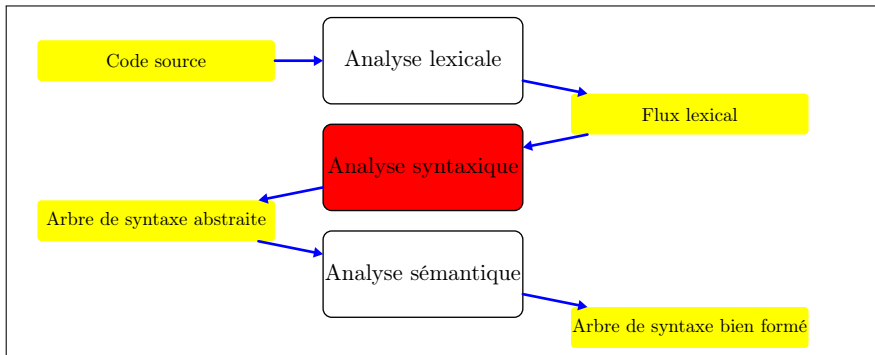 Code source
Analyse lexicale
Flux lexical
Analyse syntaxique
Arbre de syntaxe abstraite
Analyse sémantique
Arbre de syntaxe bien formé